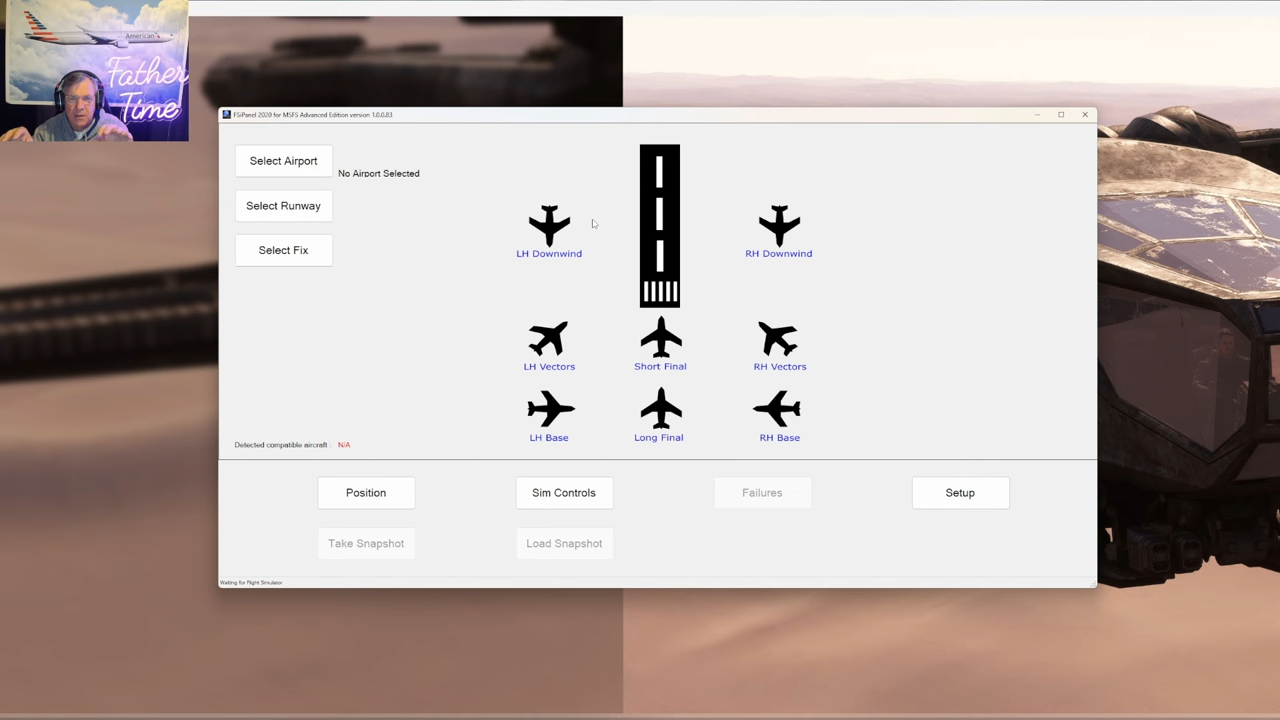 American
Father
Time
FSiPanel 2020 for MSFS Advanced Edition version 1.0.0.83
Select Airport
No Airport Selected
Select Runway
Select Fix
LH Downwind
RH Downwind
LH Vectors
Short Final
RH Vectors
LH Base
Long Final
RH Base
Detected compatible aircraft : N/A
Position
Sim Controls
Failures
Setup
Take Snapshot
Load Snapshot
Waiting for Flight Simulator